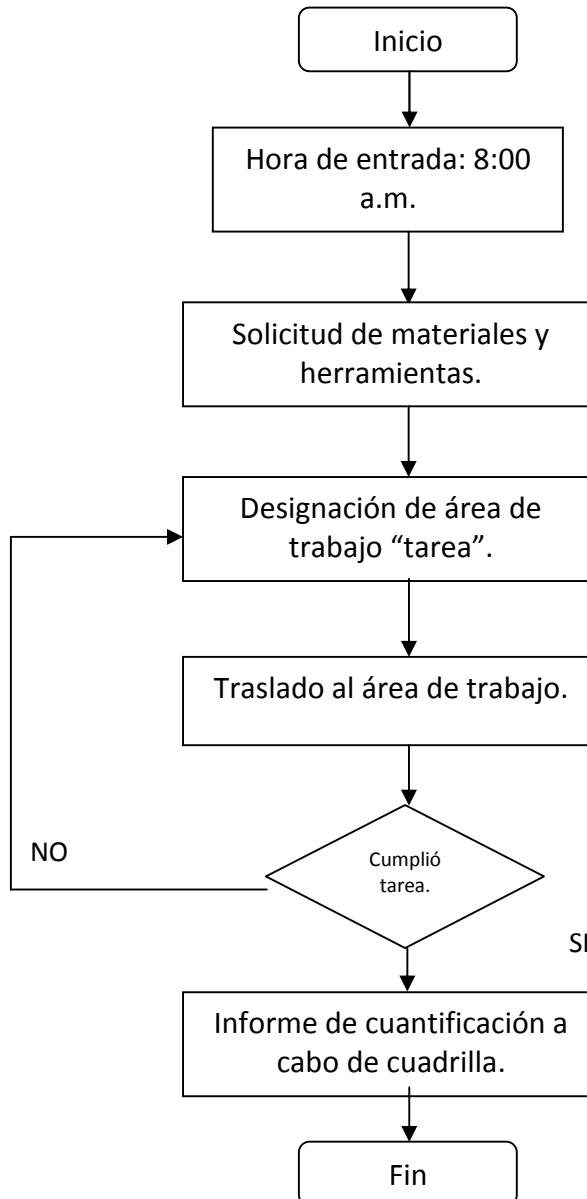 Inicio
Hora de entrada: 8:00
a.m.
Solicitud de materiales y
herramientas.
Designación de área de
trabajo “tarea”.
Traslado al área de trabajo.
NO
Cumplió
tarea.
SI
Informe de cuantificación a
cabo de cuadrilla.
Fin